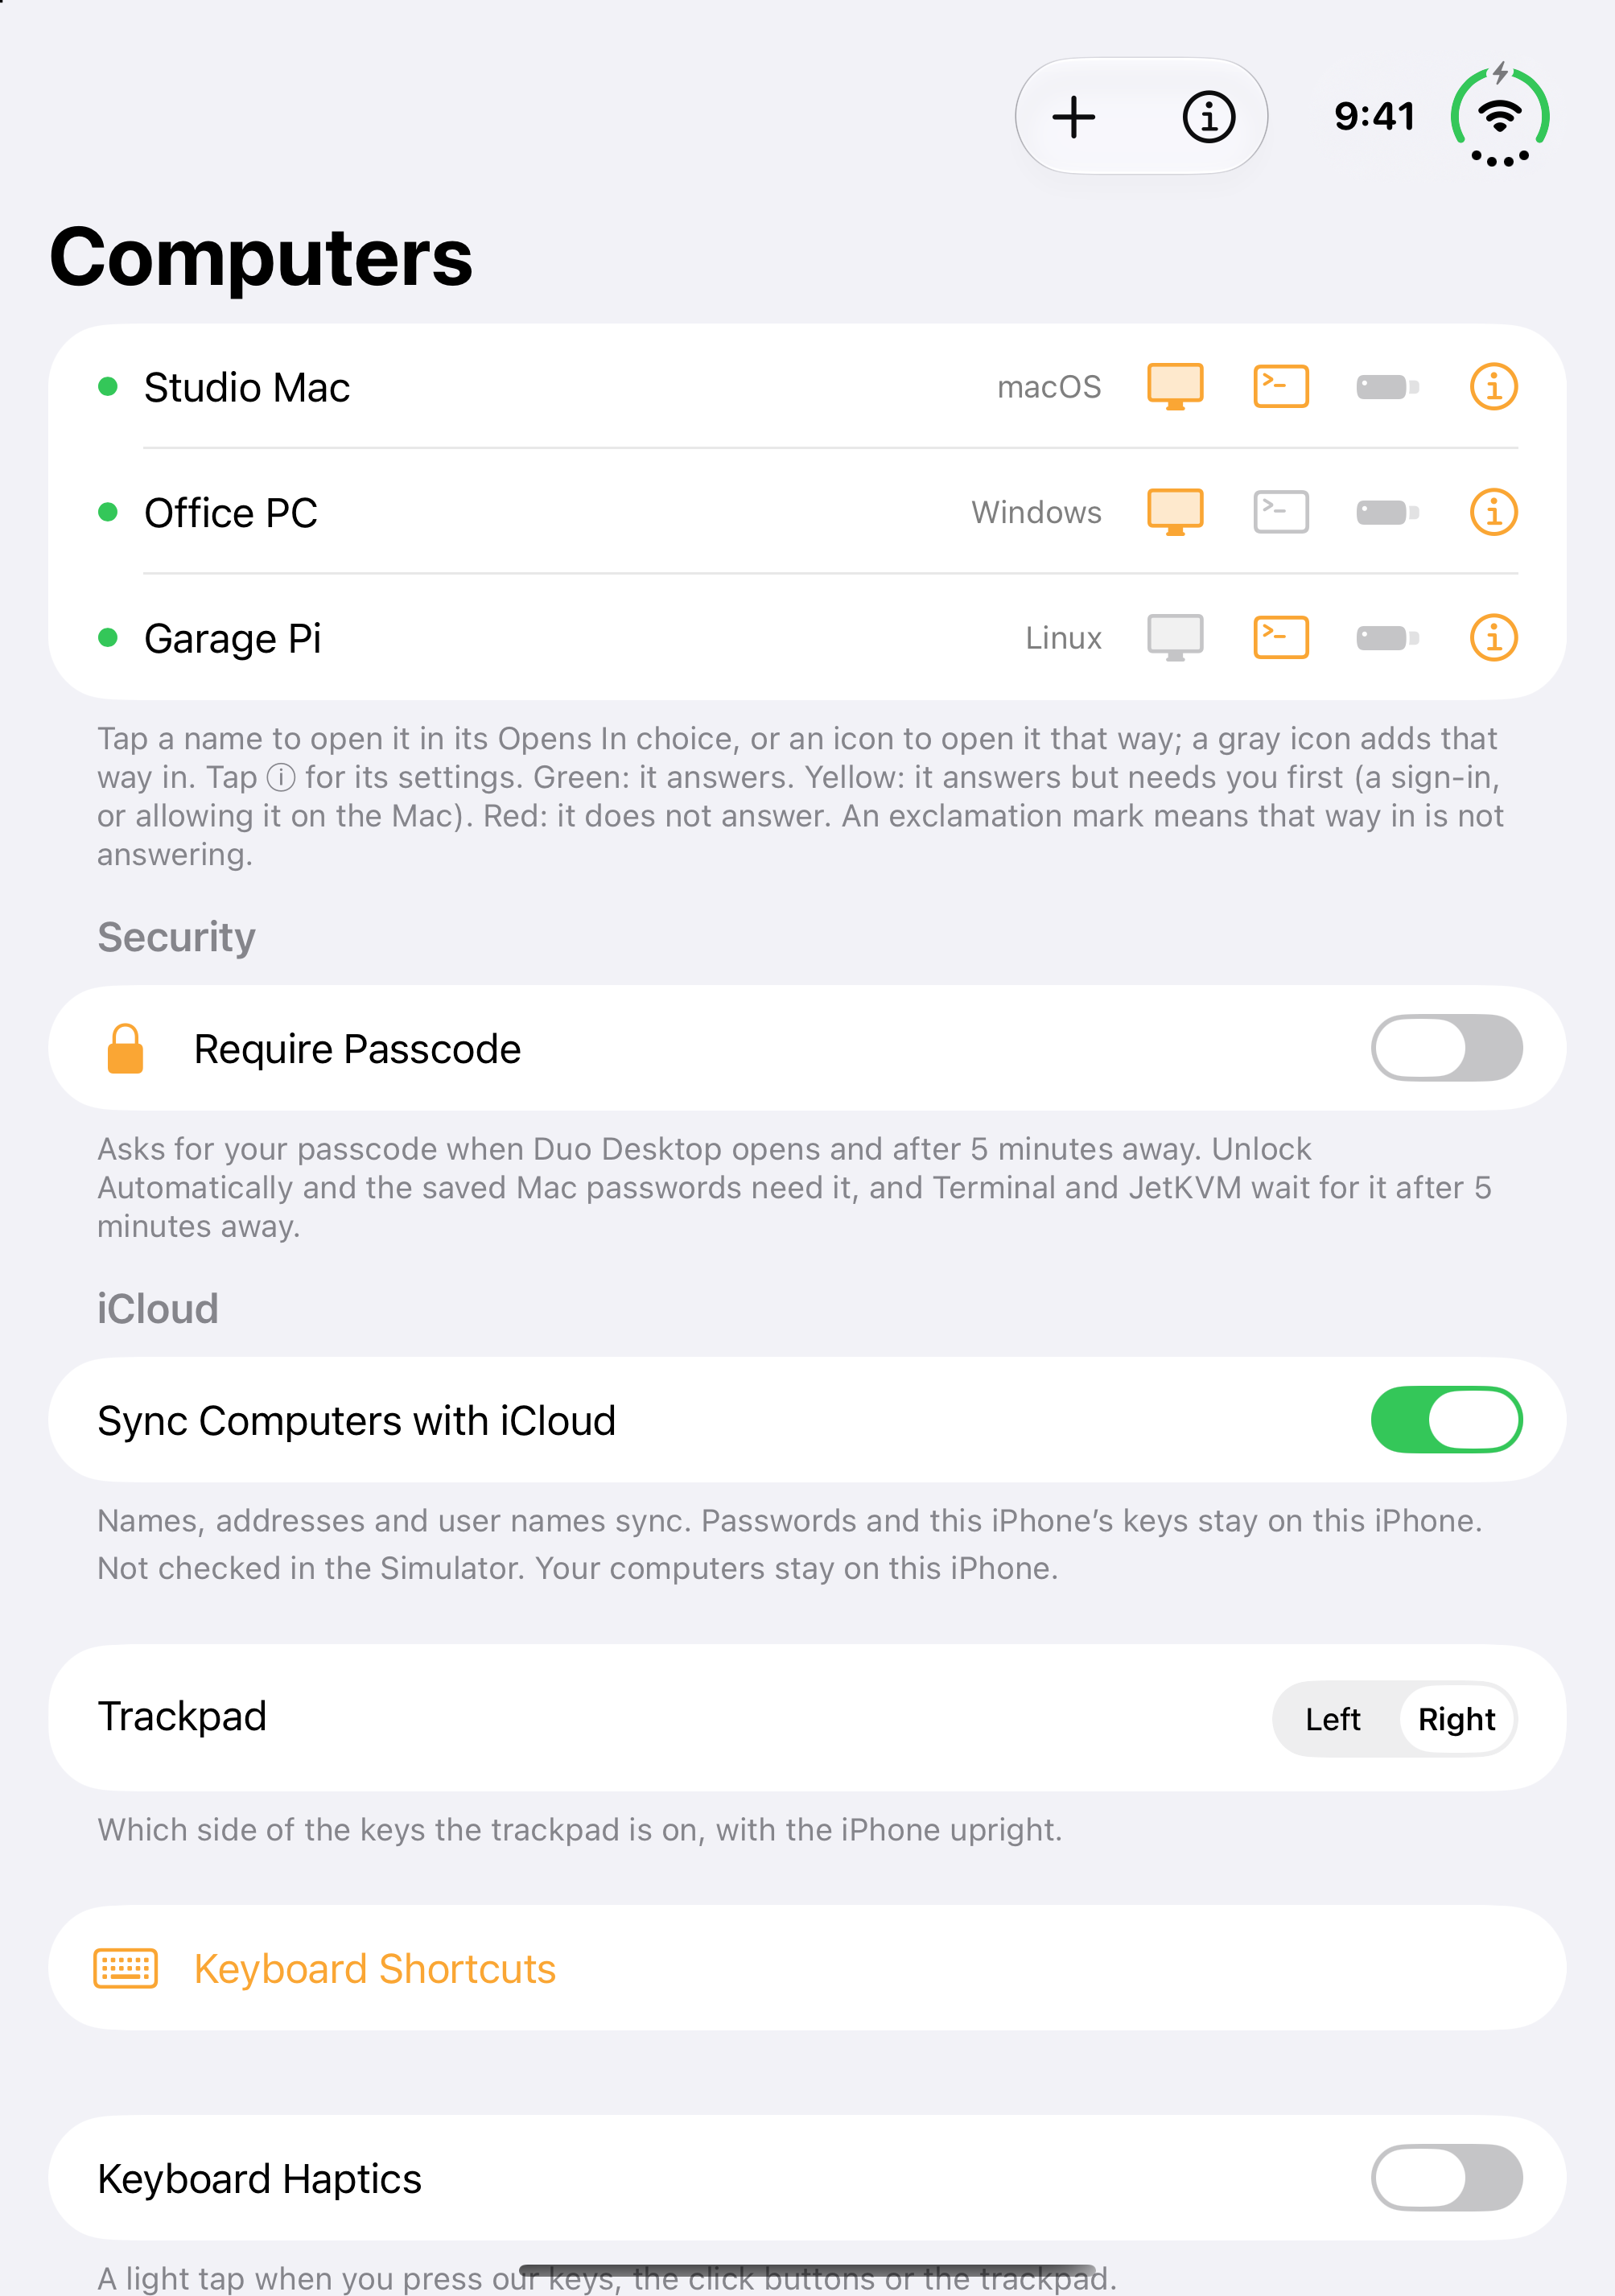 9:41
Computers
Studio Mac macOS
Office PC Windows
Garage Pi Linux
Tap a name to open it in its Opens In choice, or an icon to open it that way; a gray icon adds that
way in. Tap ⓘ for its settings. Green: it answers. Yellow: it answers but needs you first (a sign-in,
or allowing it on the Mac). Red: it does not answer. An exclamation mark means that way in is not
answering.
Security
Require Passcode
Asks for your passcode when Duo Desktop opens and after 5 minutes away. Unlock
Automatically and the saved Mac passwords need it, and Terminal and JetKVM wait for it after 5
minutes away.
iCloud
Sync Computers with iCloud
Names, addresses and user names sync. Passwords and this iPhone’s keys stay on this iPhone.
Not checked in the Simulator. Your computers stay on this iPhone.
Trackpad Left Right
Which side of the keys the trackpad is on, with the iPhone upright.
Keyboard Shortcuts
Keyboard Haptics
A light tap when you press our keys, the click buttons or the trackpad.